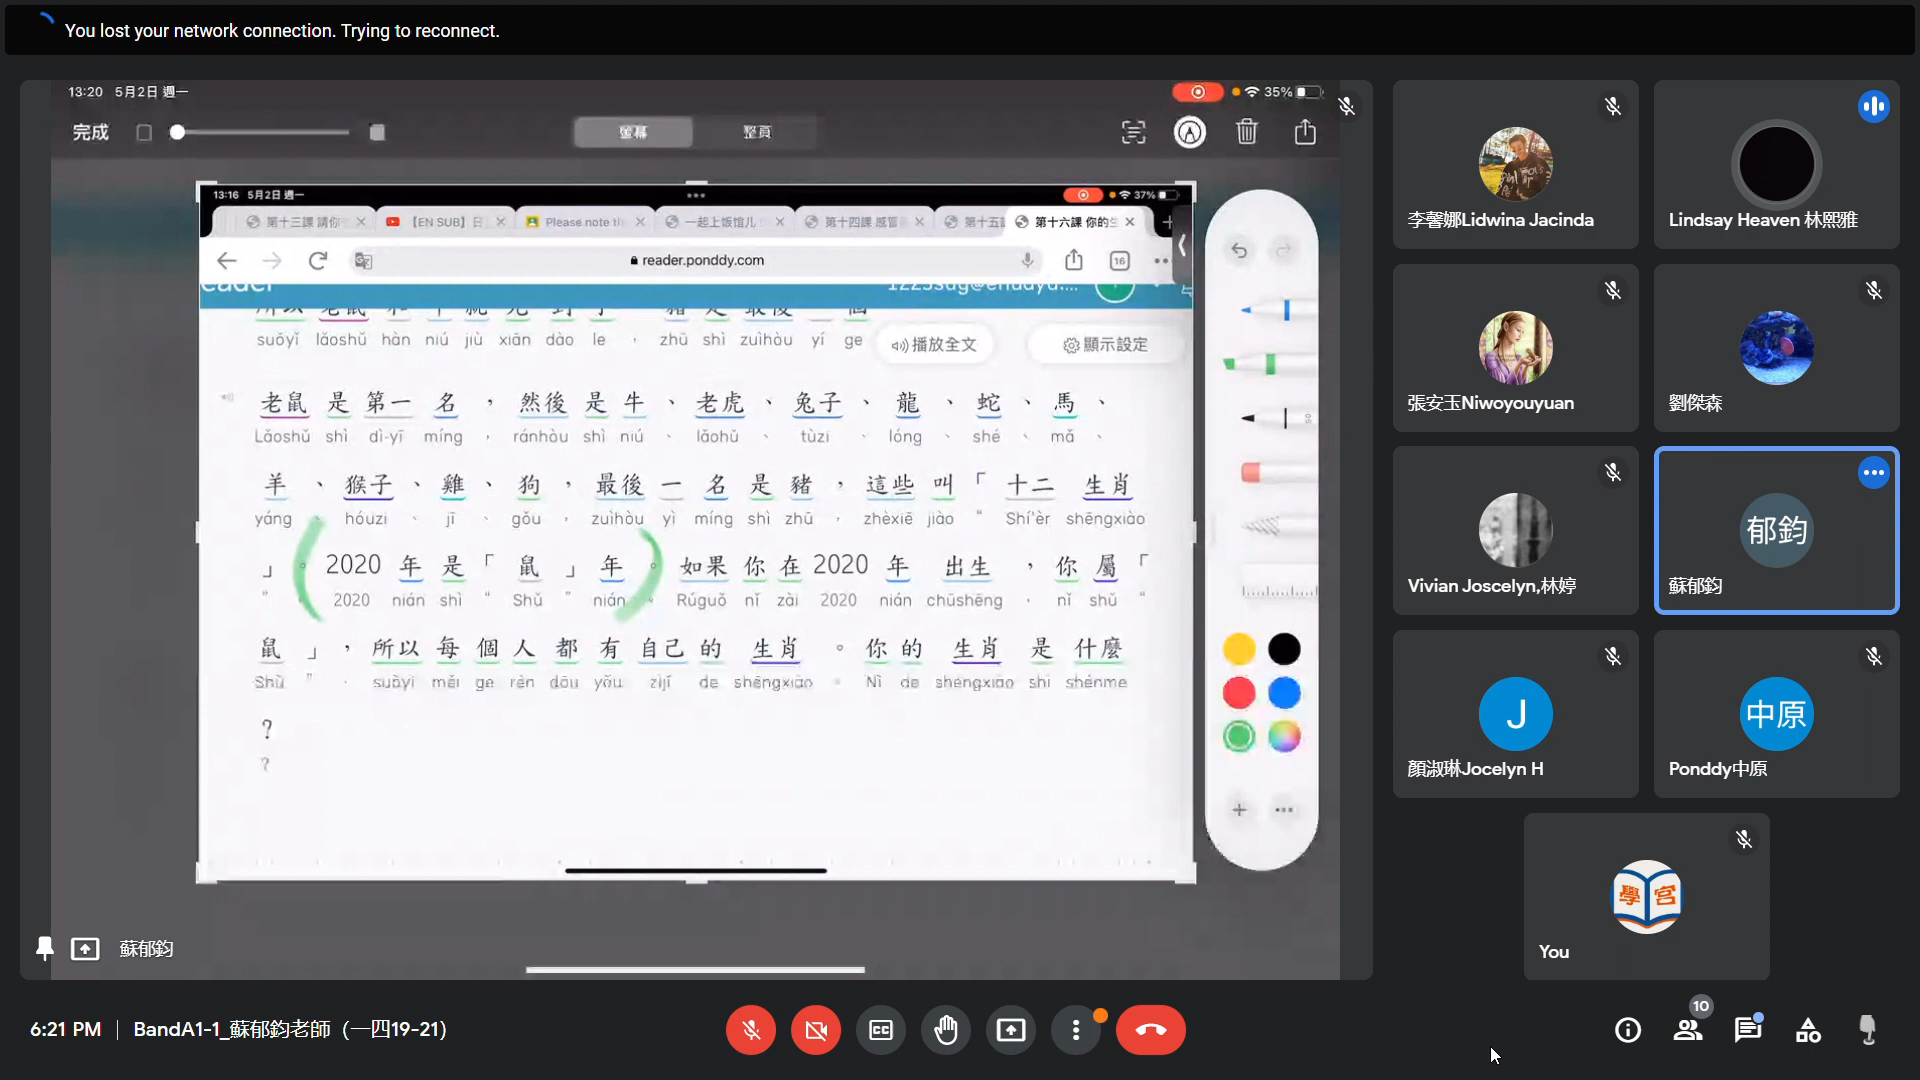 You lost your network connection. Trying to reconnect.
13:20 5月2日 週一
35%
完成
螢幕
整頁
13:16 5月2日 週一
37%
第十三課 請你
[EN SUB] 日
Please note th
一起上饭馆儿
第十四課 感冒
第十五
第十六課 你的生
reader.ponddy.com
16
suǒyǐ lǎoshǔ hàn niú jiù xiān dào le , zhū shì zuìhòu yí ge
播放全文
顯示設定
老鼠 是 第一 名 , 然後 是 牛 、 老虎 、 兔子 、 龍 、 蛇 、 馬 、
Lǎoshǔ shì dì-yī míng , ránhòu shì niú 、 lǎohǔ 、 tùzi 、 lóng 、 shé 、 mǎ 、
羊 、 猴子 、 雞 、 狗 , 最後 一 名 是 豬 , 這些 叫 「 十二 生肖
yáng 、 hóuzi 、 jī 、 gǒu , zuìhòu yì míng shì zhū , zhèxiē jiào “ Shí'èr shēngxiào
」 。 2020 年 是 「 鼠 」 年 。 如果 你 在 2020 年 出生 , 你 屬 「
” 2020 nián shì “ Shǔ ” nián . Rúguǒ nǐ zài 2020 nián chūshēng , nǐ shǔ “
鼠 」 , 所以 每 個 人 都 有 自己 的 生肖 。 你 的 生肖 是 什麼
Shǔ ” , suǒyǐ měi ge rén dōu yǒu zìjǐ de shēngxiào 。 Nǐ de shēngxiào shì shénme
?
?
50
蘇郁鈞
李馨娜Lidwina Jacinda
Lindsay Heaven 林熙雅
張安玉Niwoyouyuan
劉傑森
Vivian Joscelyn,林婷
郁鈞
蘇郁鈞
J
顏淑琳Jocelyn H
中原
Ponddy中原
學 宮
You
6:21 PM | BandA1-1_蘇郁鈞老師（一四19-21)
CC
10